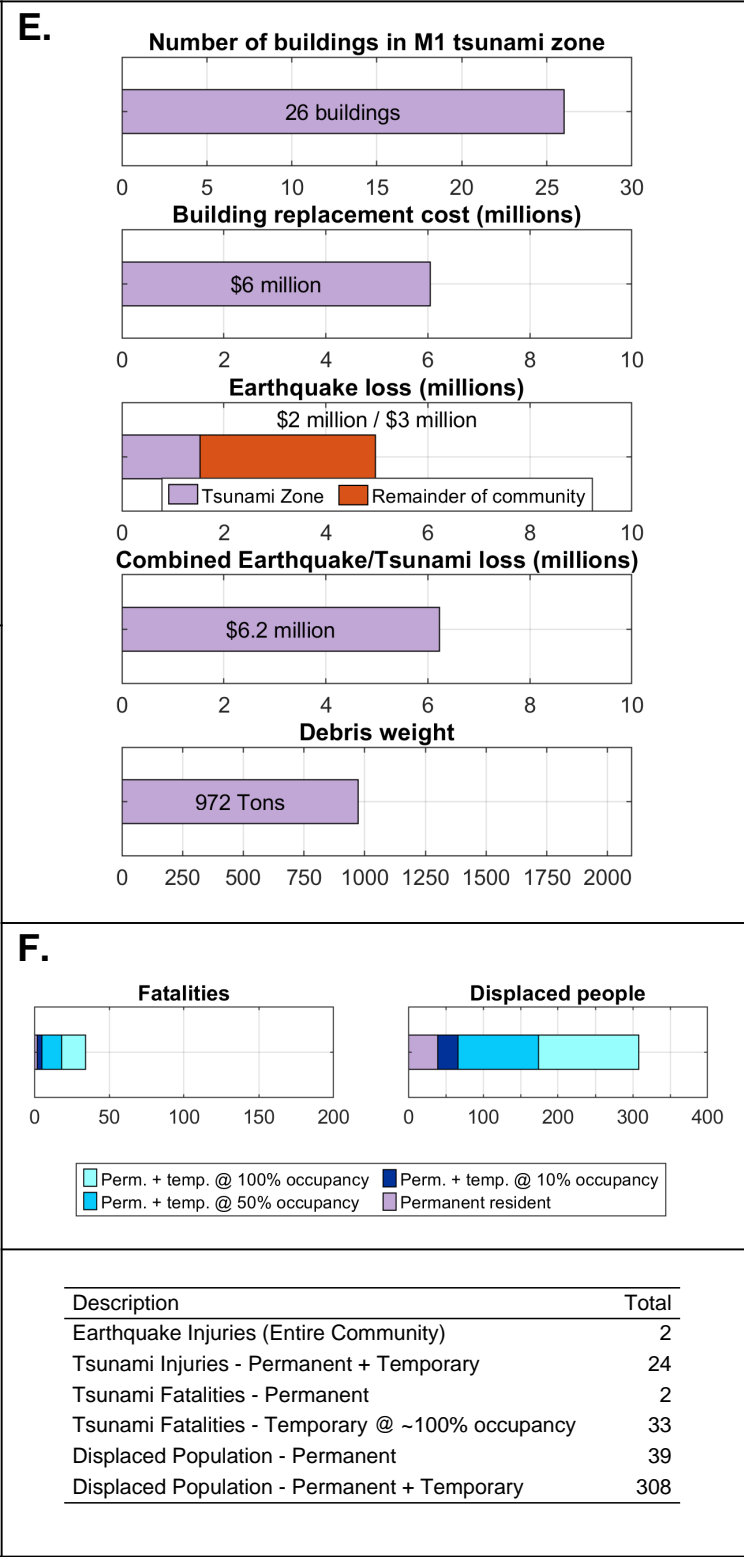 E.
Number of buildings in M1 tsunami zone
26 buildings
0 5 10 15 20 25 30
Building replacement cost (millions)
$6 million
0 2 4 6 8 10
Earthquake loss (millions)
$2 million / $3 million
Tsunami Zone Remainder of community
0 2 4 6 8 10
Combined Earthquake/Tsunami loss (millions)
$6.2 million
0 2 4 6 8 10
Debris weight
972 Tons
0 250 500 750 1000 1250 1500 1750 2000
F.
Fatalities Displaced people
0 50 100 150 200 0 100 200 300 400
Perm. + temp. @ 100% occupancy Perm. + temp. @ 10% occupancy
Perm. + temp. @ 50% occupancy Permanent resident
Description Total
Earthquake Injuries (Entire Community) 2
Tsunami Injuries - Permanent + Temporary 24
Tsunami Fatalities - Permanent 2
Tsunami Fatalities - Temporary @ ~100% occupancy 33
Displaced Population - Permanent 39
Displaced Population - Permanent + Temporary 308